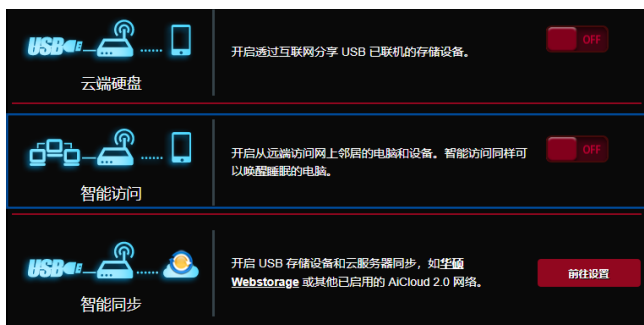 USB
云端硬盘
开启透过互联网分享 USB 已联机的存储设备。
OFF
智能访问
开启从远端访问网上邻居的电脑和设备。智能访问同样可
以唤醒睡眠的电脑。
OFF
USB
智能同步
开启 USB 存储设备和云服务器同步，如华硕
Webstorage 或其他已启用的 AiCloud 2.0 网络。
前往设置